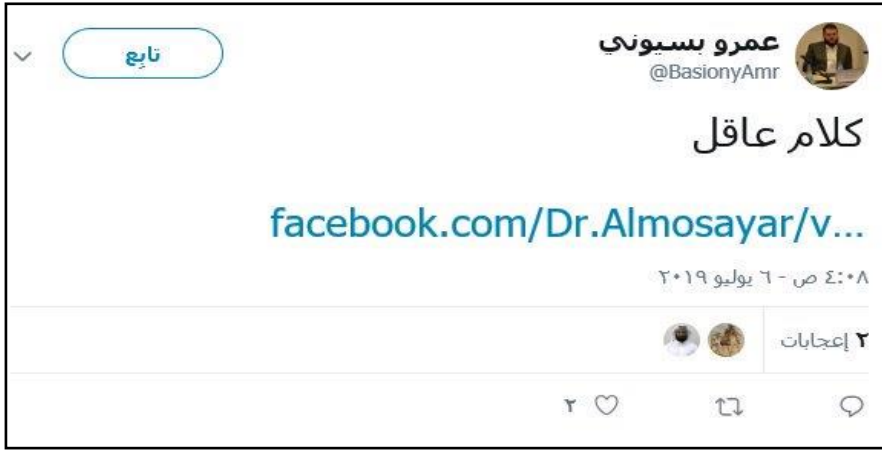 عمرو بسيوني
@BasionyAmr
تابِع
كلام عاقل
facebook.com/Dr.Almosayar/v...
٤:٠٨ ص - ٦ يوليو ٢٠١٩
٢ إعجابات
٢